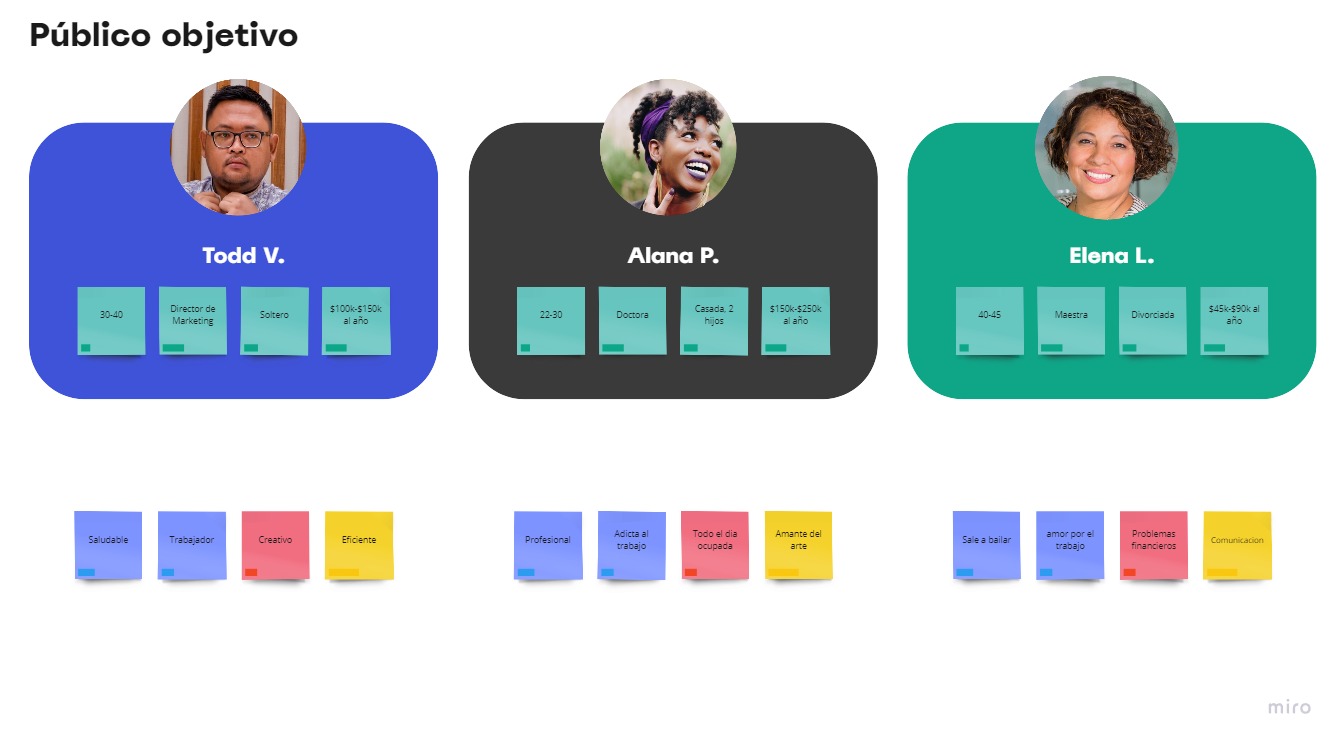 Público objetivo
Todd V.
30-40
Director de
Marketing
Soltero
$100k-$150k
al año
Alana P.
22-30
Doctora
Casada, 2
hijos
$150k-$250k
al año
Elena L.
40-45
Maestra
Divorciada
$45k-$90k al
año
Saludable
Trabajador
Creativo
Eficiente
Profesional
Adicta al
trabajo
Todo el dia
ocupada
Amante del
arte
Sale a bailar
amor por el
trabajo
Problemas
financieros
Comunicacion
miro